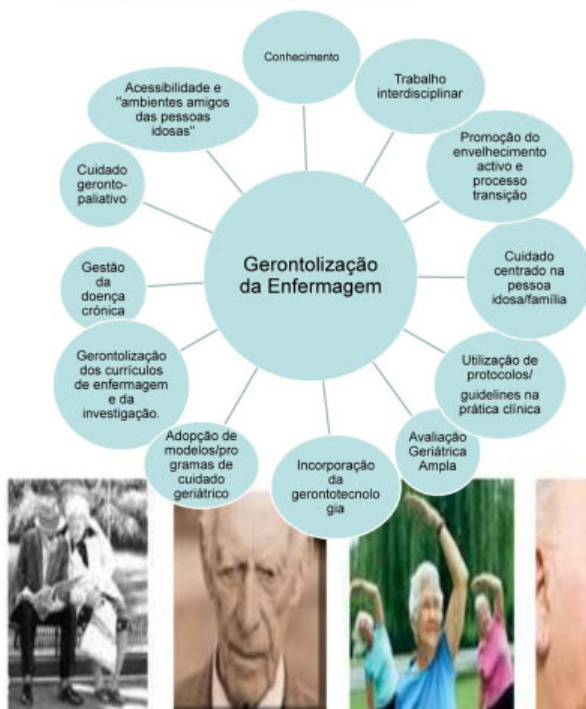 Conhecimento
Trabalho
interdisciplinar
Promoção do
envelhecimento
activo e
processo
transição
Cuidado
centrado na
pessoa
idosa/família
Utilização de
protocolos/
guidelines na
prática clínica
Avaliação
Geriátrica
Ampla
Incorporação
da
gerontotecnolo
gia
Adopção de
modelos/pro
gramas de
cuidado
geriátrico
Gerontolização
dos currículos
de enfermagem
e da
investigação.
Gestão
da
doença
crónica
Cuidado
geronto-
paliativo
Acessibilidade e
"ambientes amigos
das pessoas
idosas"
Gerontolização
da Enfermagem